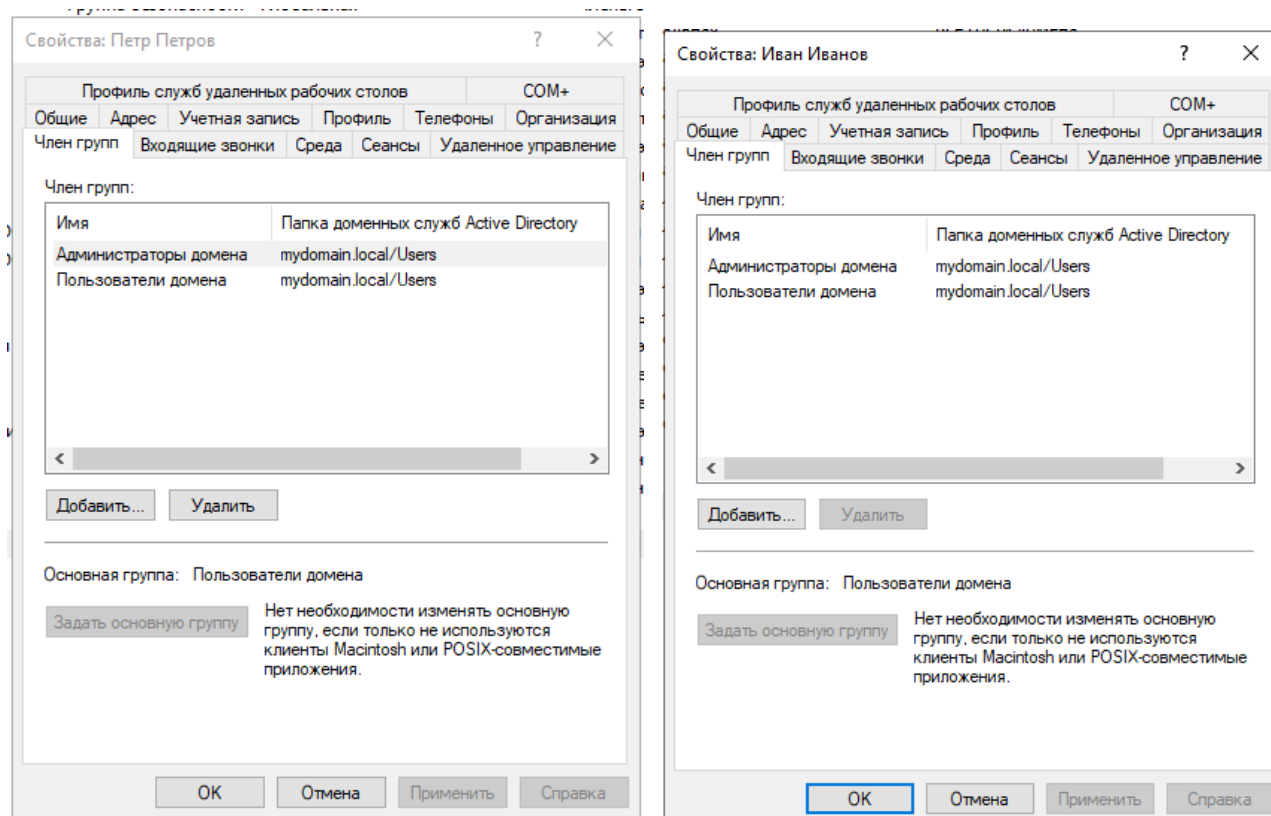 Свойства: Петр Петров
?
Профиль служб удаленных рабочих столов
COM+
Общие
Адрес
Учетная запись
Профиль
Телефоны
Организация
Член групп
Входящие звонки
Среда
Сеансы
Удаленное управление
Член групп:
Имя
Папка доменных служб Active Directory
Администраторы домена
mydomain.local/Users
Пользователи домена
mydomain.local/Users
Добавить...
Удалить
Основная группа: Пользователи домена
Задать основную группу
Нет необходимости изменять основную
группу, если только не используются
клиенты Macintosh или POSIX-совместимые
приложения.
OK
Отмена
Применить
Справка
Свойства: Иван Иванов
?
Профиль служб удаленных рабочих столов
COM+
Общие
Адрес
Учетная запись
Профиль
Телефоны
Организация
Член групп
Входящие звонки
Среда
Сеансы
Удаленное управление
Член групп:
Имя
Папка доменных служб Active Directory
Администраторы домена
mydomain.local/Users
Пользователи домена
mydomain.local/Users
Добавить...
Удалить
Основная группа: Пользователи домена
Задать основную группу
Нет необходимости изменять основную
группу, если только не используются
клиенты Macintosh или POSIX-совместимые
приложения.
OK
Отмена
Применить
Справка